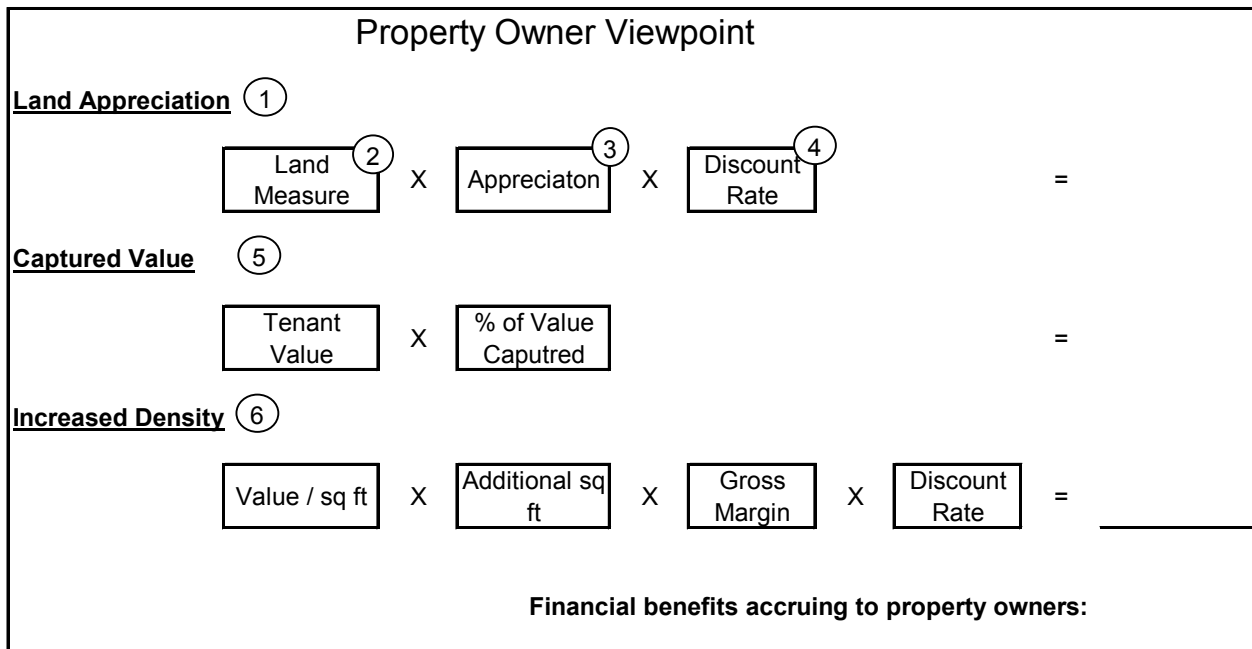 Property Owner Viewpoint
Land Appreciation 1
Land 2 3 Discount 4
Measure X Appreciaton X Rate =
Captured Value 5
Tenant % of Value
Value X Caputred =
Increased Density 6
Value / sq ft X Additional sq X Gross X Discount =
ft Margin Rate
Financial benefits accruing to property owners: